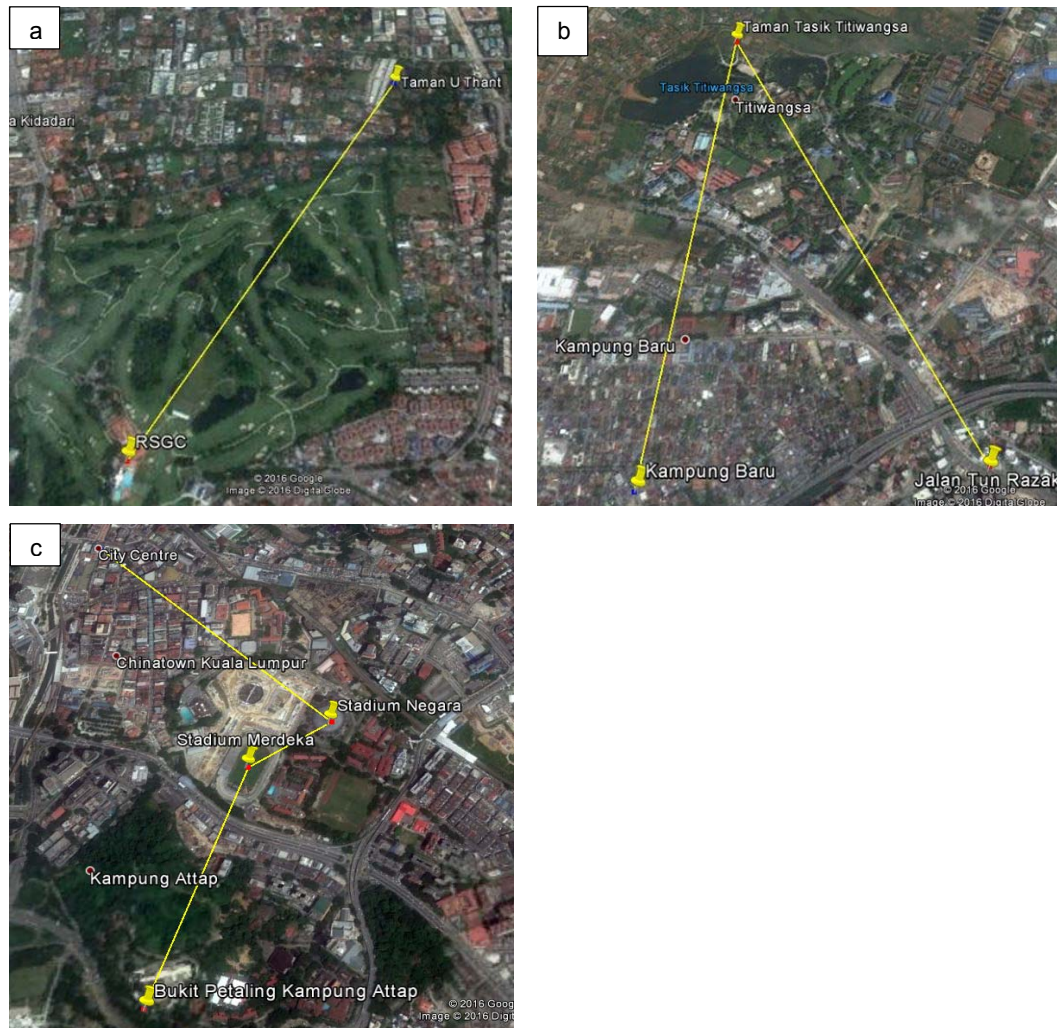 a
Taman U Thant
a Kidadari
RSGC
© 2016 Google
Image © 2016 DigitalGlobe
b
Taman Tasik Titiwangsa
Tasik Titiwangsa
Titiwangsa
Kampung Baru
Kampung Baru
Jalan Tun Razak
© 2016 Google
Image © 2016 DigitalGlobe
c
City Centre
Chinatown Kuala Lumpur
Stadium Negara
Stadium Merdeka
Kampung Attap
Bukit Petaling Kampung Attap
© 2016 Goog
Image © 2016 DigitalG